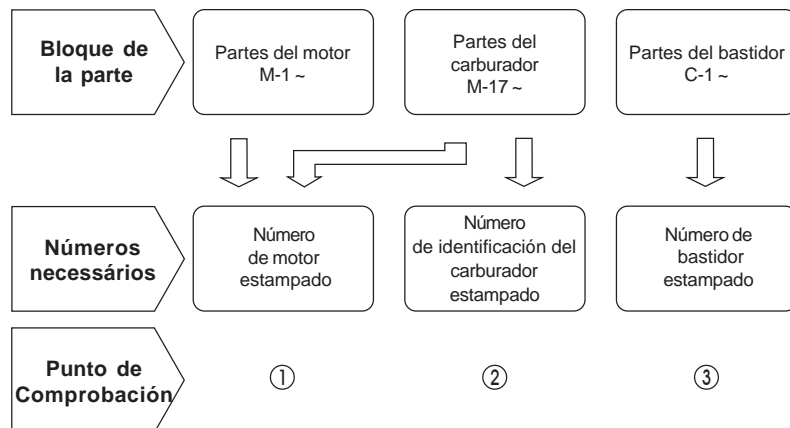 Bloque de
la parte
Partes del motor
M-1 ~
Partes del
carburador
M-17 ~
Partes del bastidor
C-1 ~
Números
necessários
Número
de motor
estampado
Número
de identificación del
carburador
estampado
Número de
bastidor
estampado
Punto de
Comprobación
①
②
③